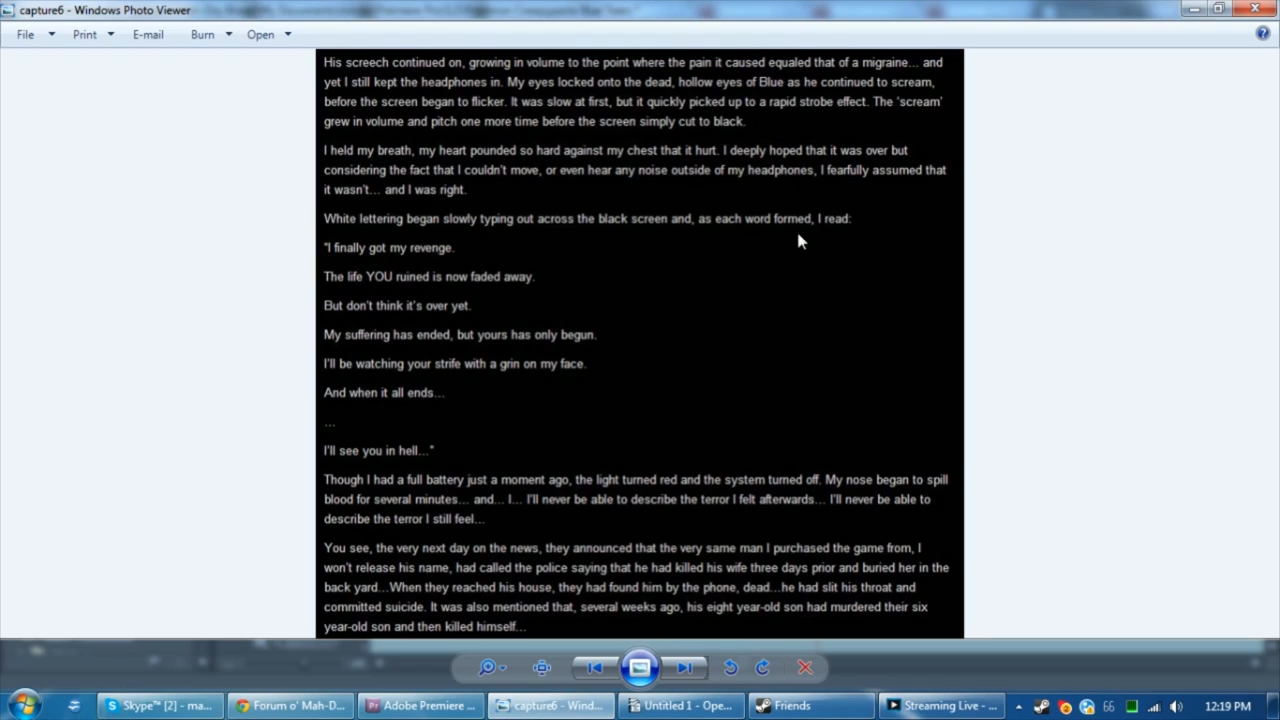 capture6 - Windows Photo Viewer
File Print E-mail Burn Open
His screech continued on, growing in volume to the point where the pain it caused equaled that of a migraine... and
yet I still kept the headphones in. My eyes locked onto the dead, hollow eyes of Blue as he continued to scream,
before the screen began to flicker. It was slow at first, but it quickly picked up to a rapid strobe effect. The ‘scream’
grew in volume and pitch one more time before the screen simply cut to black.
I held my breath, my heart pounded so hard against my chest that it hurt. I deeply hoped that it was over but
considering the fact that I couldn't move, or even hear any noise outside of my headphones, I fearfully assumed that
it wasn't... and I was right.
White lettering began slowly typing out across the black screen and, as each word formed, I read:
"I finally got my revenge.
The life YOU ruined is now faded away.
But don't think it's over yet.
My suffering has ended, but yours has only begun.
I'll be watching your strife with a grin on my face.
And when it all ends...
...
I'll see you in hell..."
Though I had a full battery just a moment ago, the light turned red and the system turned off. My nose began to spill
blood for several minutes... and... I... I'll never be able to describe the terror I felt afterwards... I'll never be able to
describe the terror I still feel...
You see, the very next day on the news, they announced that the very same man I purchased the game from, I
won't release his name, had called the police saying that he had killed his wife three days prior and buried her in the
back yard...When they reached his house, they had found him by the phone, dead...he had slit his throat and
committed suicide. It was also mentioned that, several weeks ago, his eight year-old son had murdered their six
year-old son and then killed himself...
Skype™ [2] - ma... Forum o' Mah-D... Adobe Premiere ... capture6 - Wind... Untitled 1 - Ope... Friends Streaming Live - ... 12:19 PM